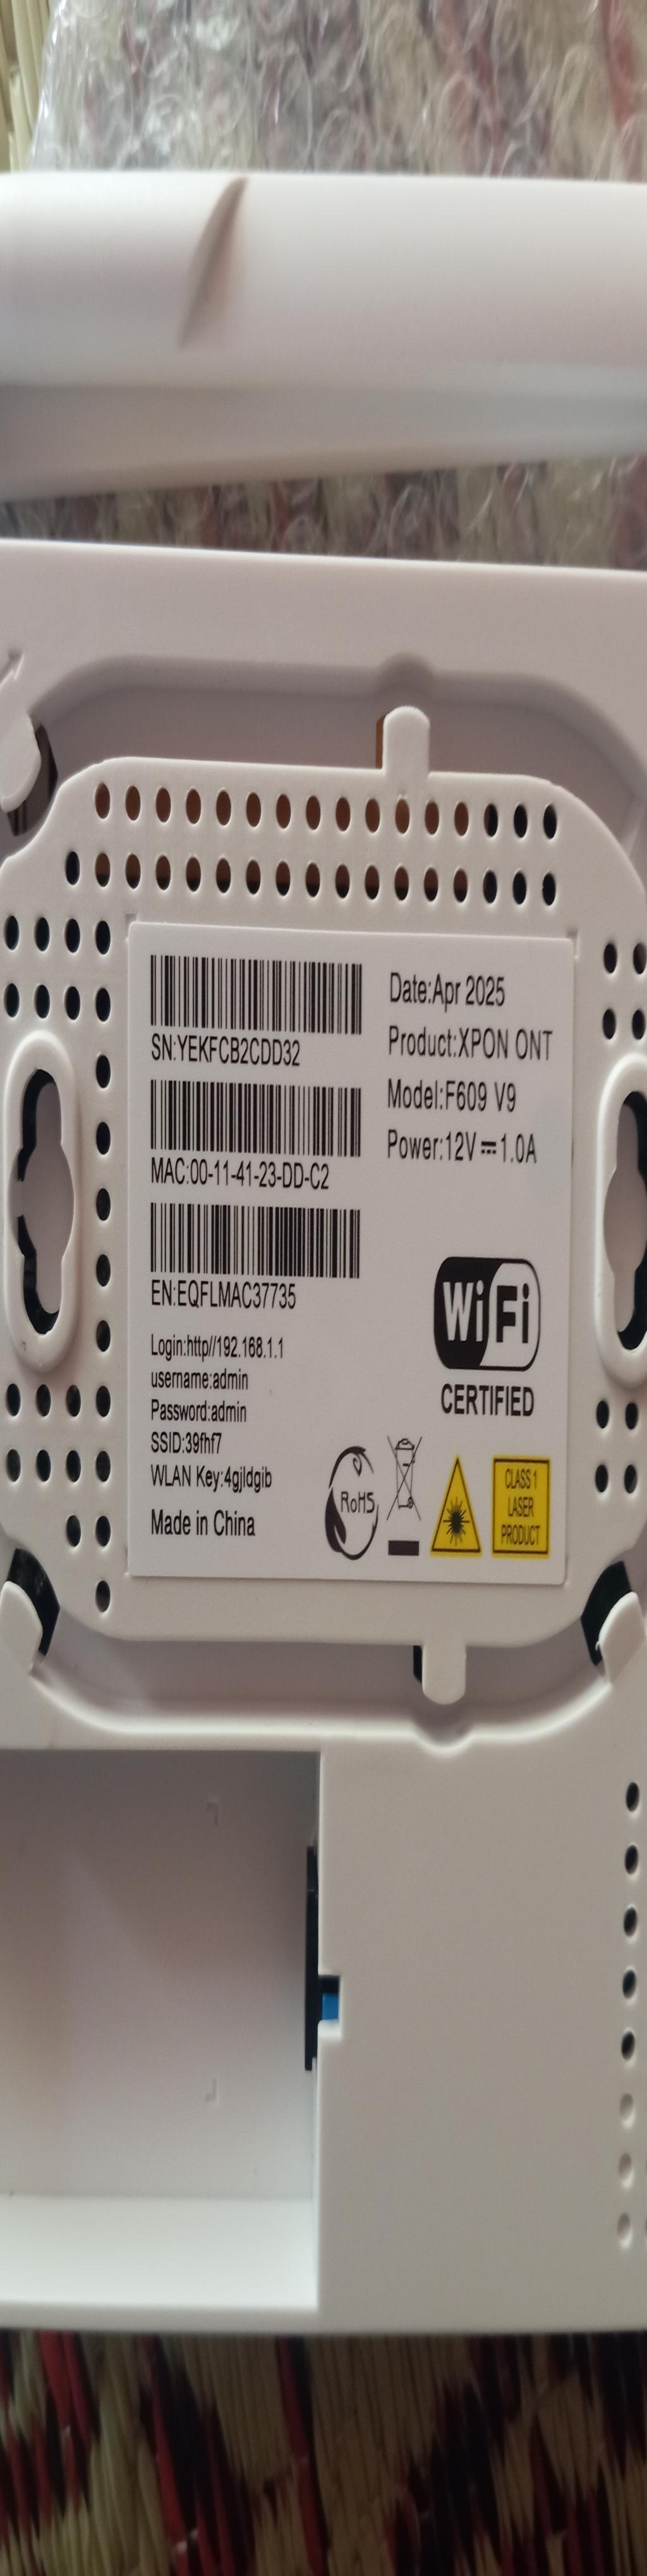 SN:YEKFCB2CDD32
MAC:00-11-41-23-DD-C2
EN:EQFLMAC37735
Login:http//192.168.1.1
username:admin
Password:admin
SSID:39fhf7
WLAN Key:4gjldgib
Made in China
Date:Apr 2025
Product:XPON ONT
Model:F609 V9
Power:12V⎓1.0A
WiFi
CERTIFIED
RoHS
CLASS 1
LASER
PRODUCT